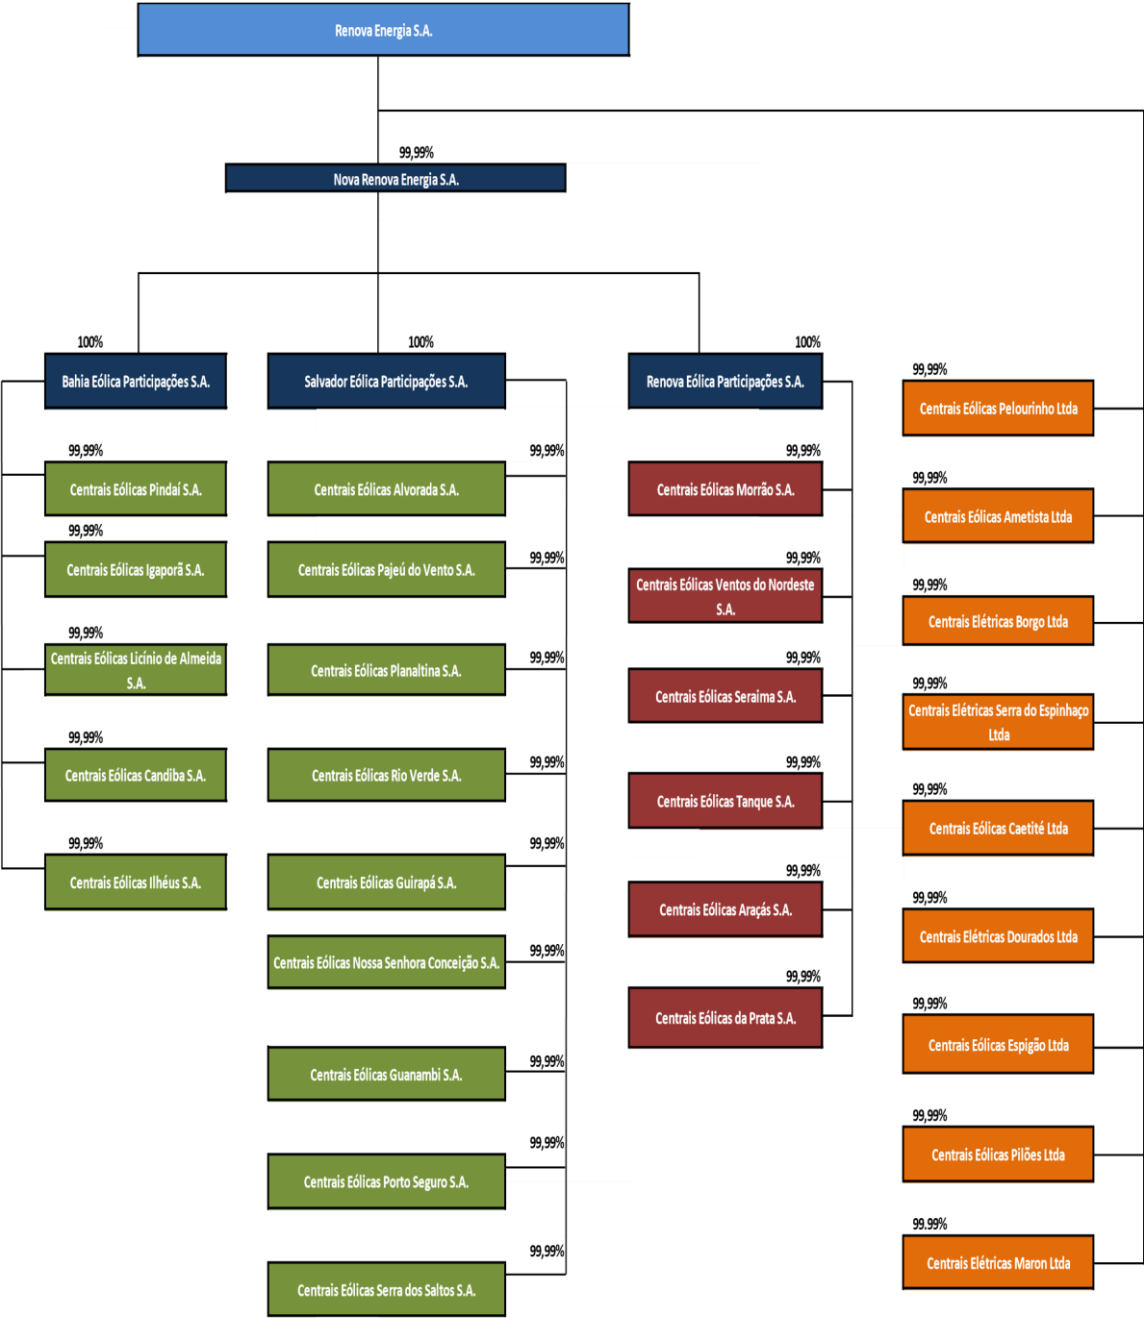 Renova Energia S.A.
99,99%
Nova Renova Energia S.A.
100%
Bahia Eólica Participações S.A.
99,99%
Centrais Eólicas Pindaí S.A.
99,99%
Centrais Eólicas Igaporã S.A.
99,99%
Centrais Eólicas Licínio de Almeida
S.A.
99,99%
Centrais Eólicas Candiba S.A.
99,99%
Centrais Eólicas Ilhéus S.A.
100%
Salvador Eólica Participações S.A.
99,99%
Centrais Eólicas Alvorada S.A.
99,99%
Centrais Eólicas Pajeú do Vento S.A.
99,99%
Centrais Eólicas Planaltina S.A.
99,99%
Centrais Eólicas Rio Verde S.A.
99,99%
Centrais Eólicas Guirapá S.A.
99,99%
Centrais Eólicas Nossa Senhora Conceição S.A.
99,99%
Centrais Eólicas Guanambi S.A.
99,99%
Centrais Eólicas Porto Seguro S.A.
99,99%
Centrais Eólicas Serra dos Saltos S.A.
100%
Renova Eólica Participações S.A.
99,99%
Centrais Eólicas Morrão S.A.
99,99%
Centrais Eólicas Ventos do Nordeste
S.A.
99,99%
Centrais Eólicas Seraima S.A.
99,99%
Centrais Eólicas Tanque S.A.
99,99%
Centrais Eólicas Araçás S.A.
99,99%
Centrais Eólicas da Prata S.A.
99,99%
Centrais Eólicas Pelourinho Ltda
99,99%
Centrais Eólicas Ametista Ltda
99,99%
Centrais Elétricas Borgo Ltda
99,99%
Centrais Elétricas Serra do Espinhaço
Ltda
99,99%
Centrais Eólicas Caetité Ltda
99,99%
Centrais Elétricas Dourados Ltda
99,99%
Centrais Eólicas Espigão Ltda
99,99%
Centrais Eólicas Pilões Ltda
99.99%
Centrais Elétricas Maron Ltda